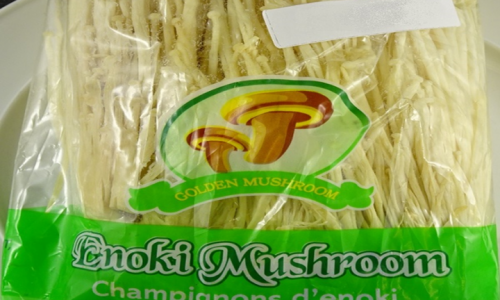 GOLDEN MUSHROOM
Enoki Mushroom
Champignons d'enoki